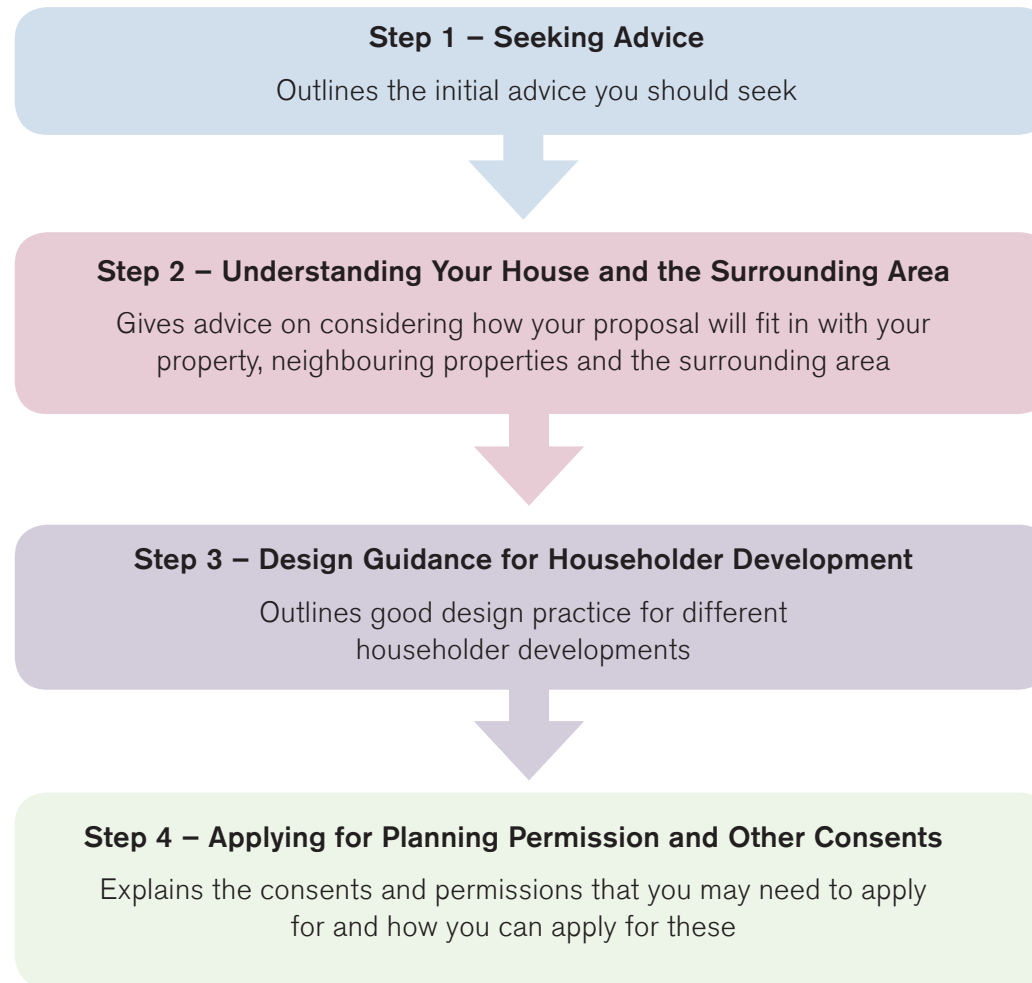 Step 1 – Seeking Advice
Outlines the initial advice you should seek
Step 2 – Understanding Your House and the Surrounding Area
Gives advice on considering how your proposal will fit in with your
property, neighbouring properties and the surrounding area
Step 3 – Design Guidance for Householder Development
Outlines good design practice for different
householder developments
Step 4 – Applying for Planning Permission and Other Consents
Explains the consents and permissions that you may need to apply
for and how you can apply for these